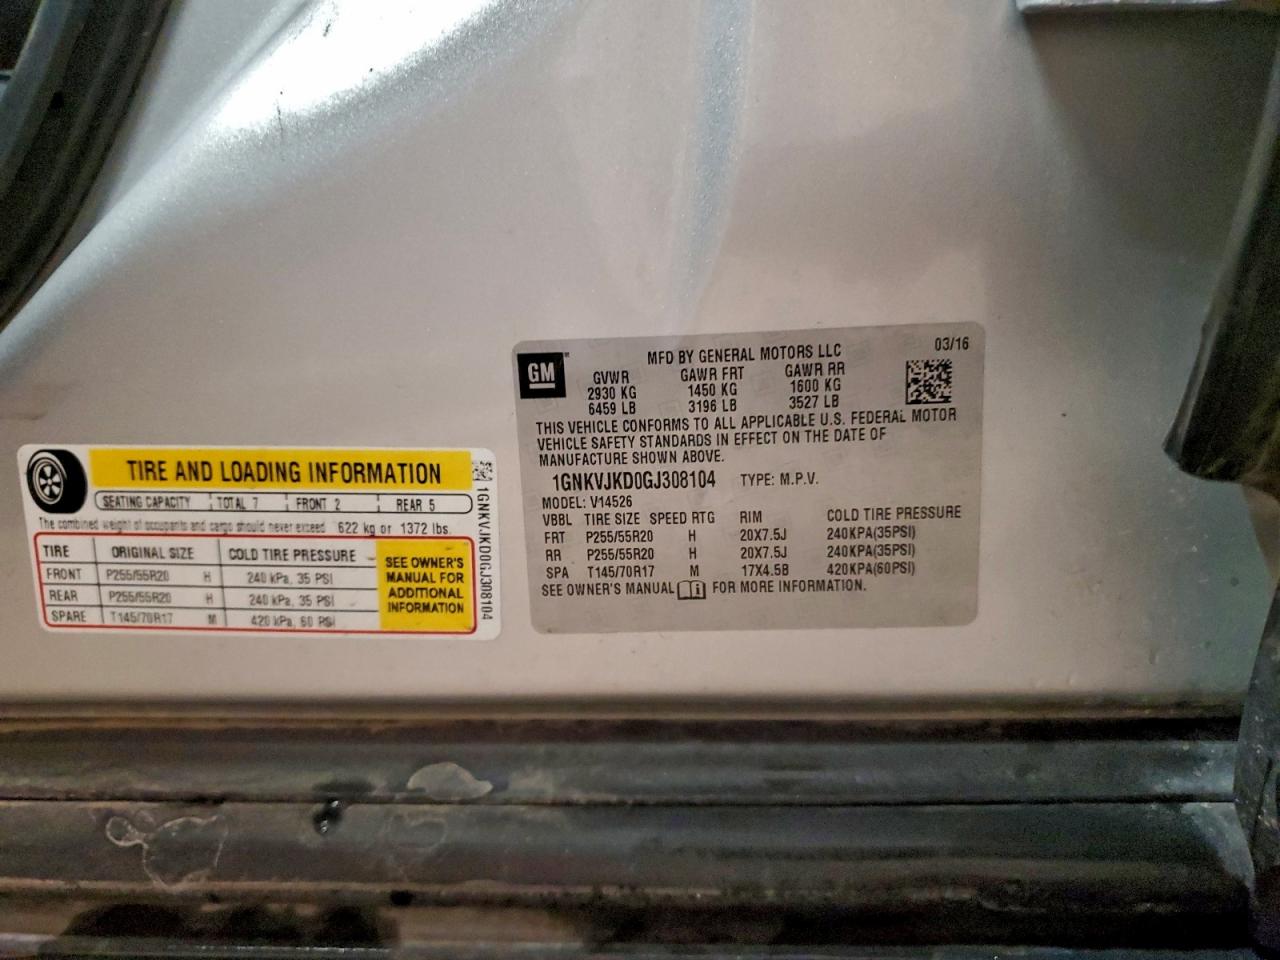 TIRE AND LOADING INFORMATION
SEATING CAPACITY TOTAL 7 FRONT 2 REAR 5
The combined weight of occupants and cargo should never exceed 622 kg or 1372 lbs.
TIRE ORIGINAL SIZE COLD TIRE PRESSURE
FRONT P255/55R20 H 240 kPa, 35 PSI
REAR P255/55R20 H 240 kPa, 35 PSI
SPARE T145/70R17 M 420 kPa, 60 PSI
SEE OWNER'S
MANUAL FOR
ADDITIONAL
INFORMATION
1GNKVJKD0GJ308104
GM
MFD BY GENERAL MOTORS LLC 03/16
GVWR GAWR FRT GAWR RR
2930 KG 1450 KG 1600 KG
6459 LB 3196 LB 3527 LB
THIS VEHICLE CONFORMS TO ALL APPLICABLE U.S. FEDERAL MOTOR
VEHICLE SAFETY STANDARDS IN EFFECT ON THE DATE OF
MANUFACTURE SHOWN ABOVE.
1GNKVJKD0GJ308104 TYPE: M.P.V.
MODEL: V14526
VBBL TIRE SIZE SPEED RTG RIM COLD TIRE PRESSURE
FRT P255/55R20 H 20X7.5J 240KPA(35PSI)
RR P255/55R20 H 20X7.5J 240KPA(35PSI)
SPA T145/70R17 M 17X4.5B 420KPA(60PSI)
SEE OWNER'S MANUAL FOR MORE INFORMATION.